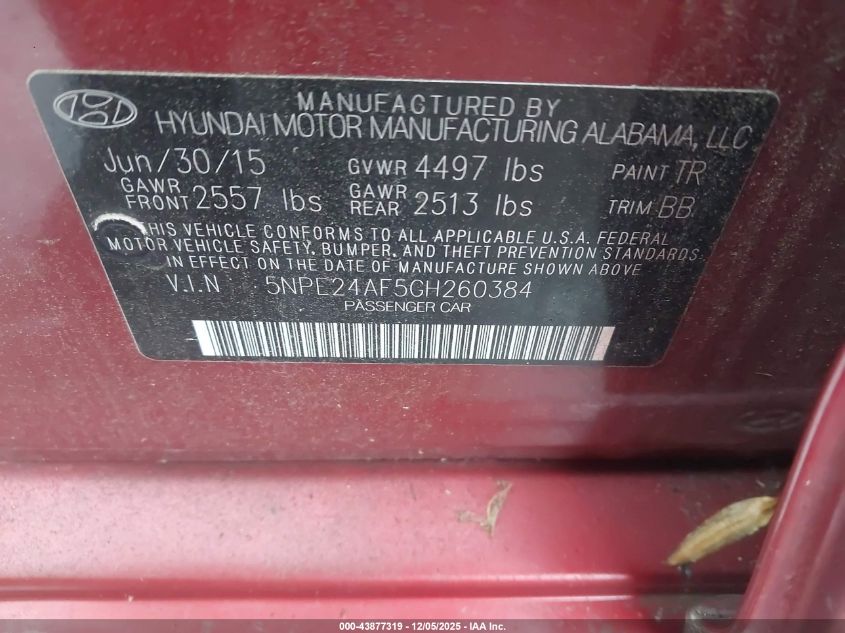 MANUFACTURED BY
HYUNDAI MOTOR MANUFACTURING ALABAMA, LLC
Jun/30/15 GVWR 4497 lbs PAINT TR
GAWR FRONT 2557 lbs GAWR REAR 2513 lbs TRIM BB
THIS VEHICLE CONFORMS TO ALL APPLICABLE U.S.A. FEDERAL
MOTOR VEHICLE SAFETY, BUMPER, AND THEFT PREVENTION STANDARDS
IN EFFECT ON THE DATE OF MANUFACTURE SHOWN ABOVE.
V.I.N 5NPE24AF5GH260384
PASSENGER CAR
000-43877319 - 12/05/2025 - IAA Inc.